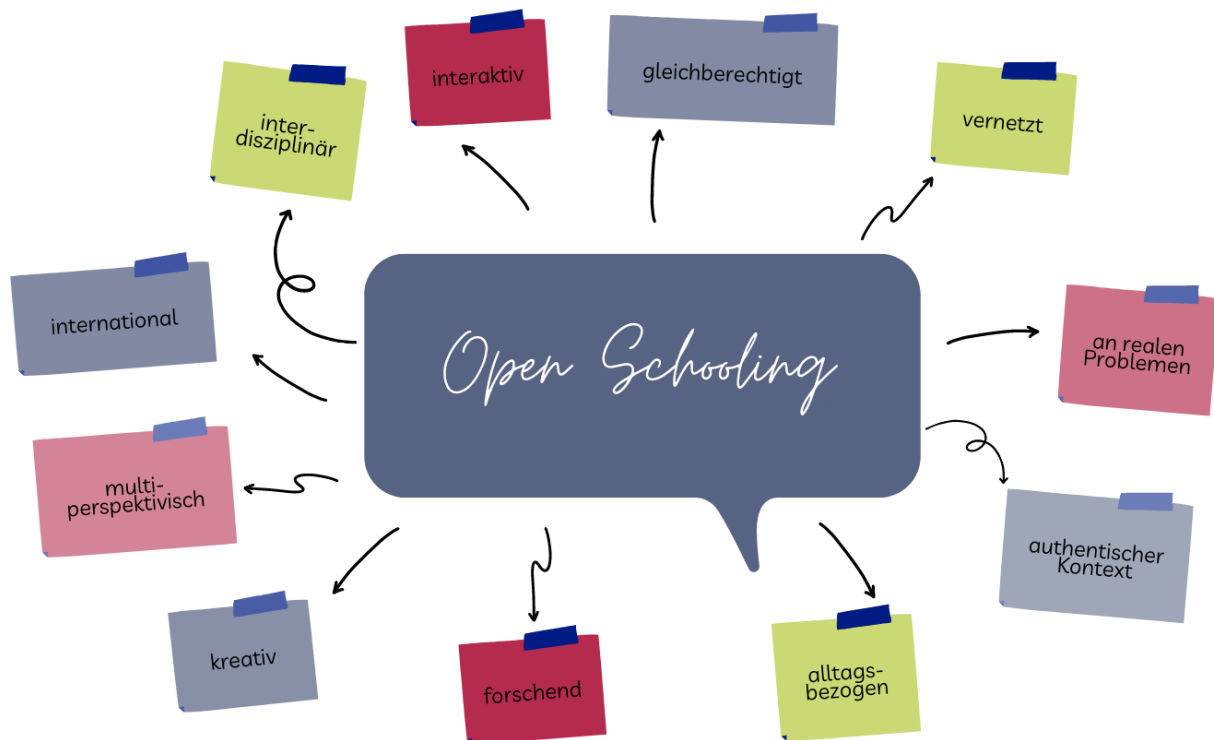 interaktiv
gleichberechtigt
inter-
disziplinär
vernetzt
international
Open Schooling
an realen
Problemen
multi-
perspektivisch
authentischer
Kontext
kreativ
forschend
alltags-
bezogen